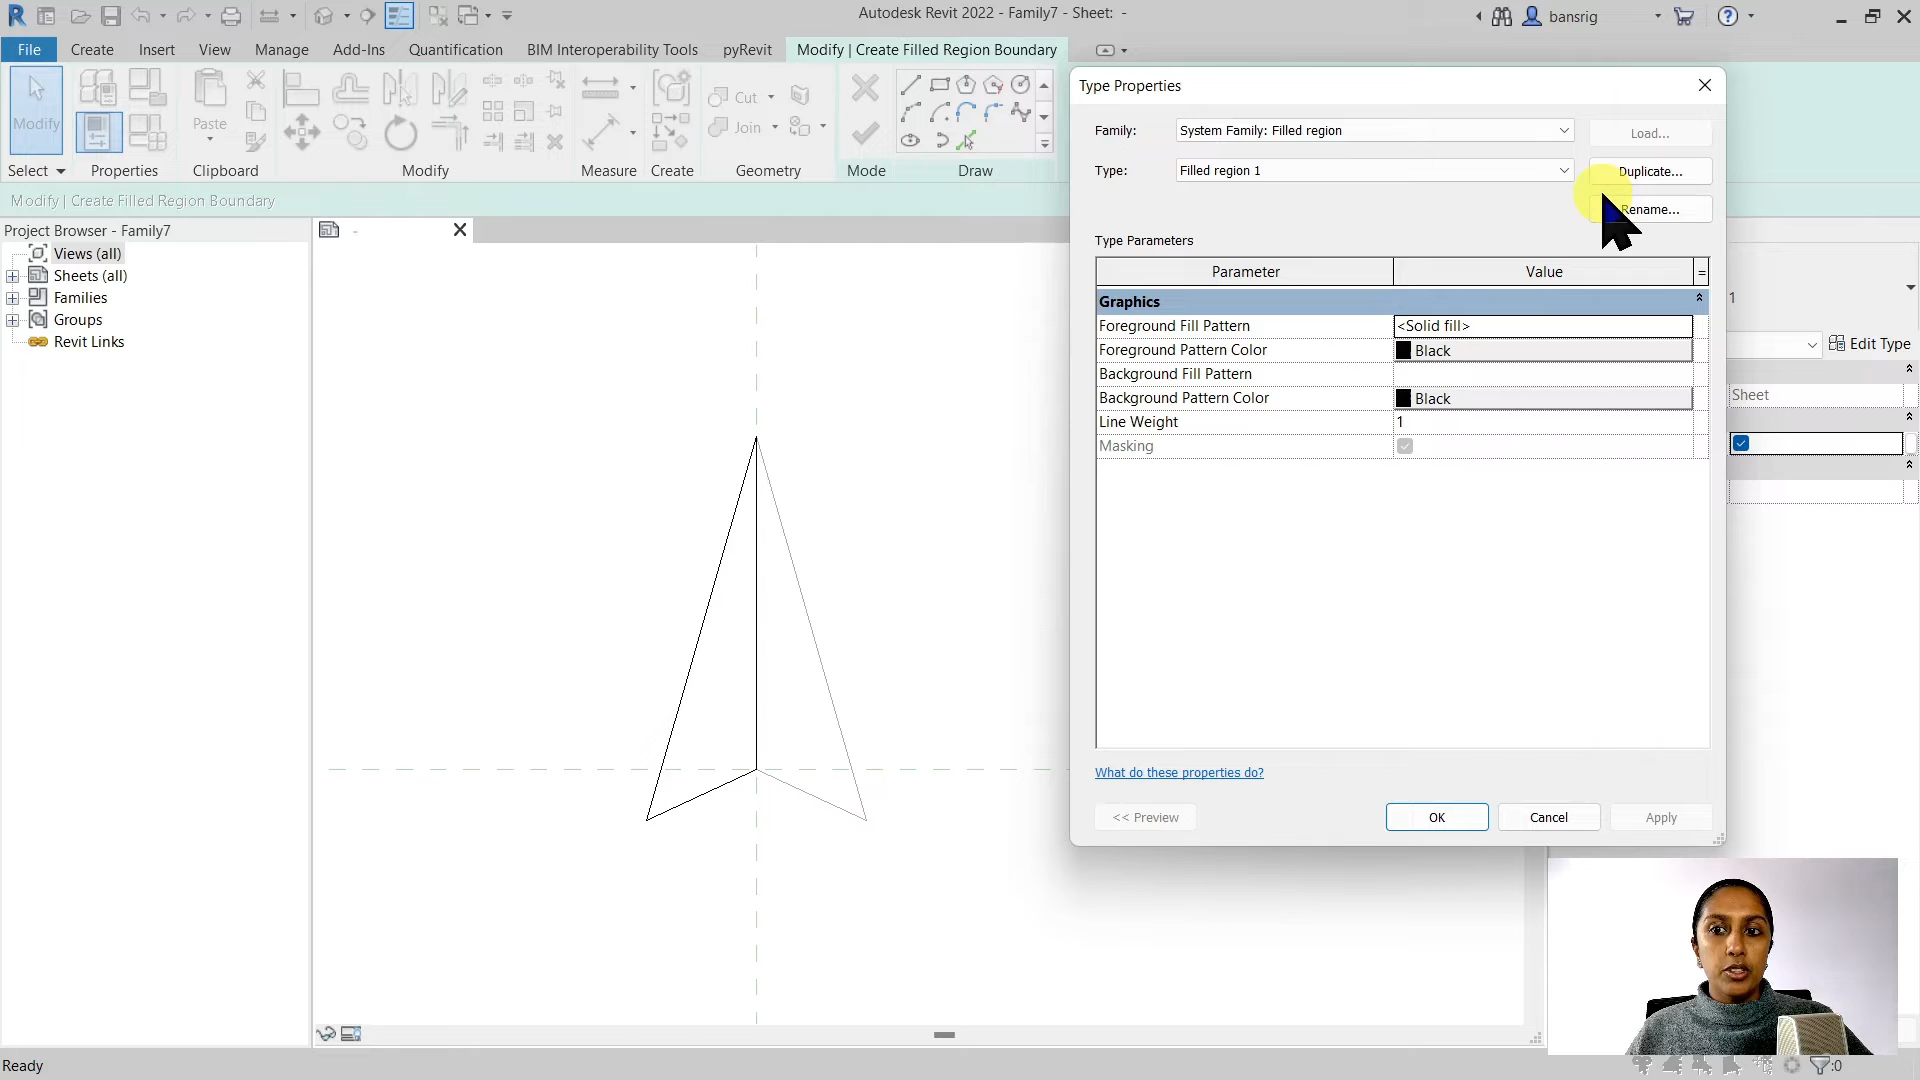 Autodesk Revit 2022 - Family7 - Sheet: -
bansrig
File Create Insert View Manage Add-Ins Quantification BIM Interoperability Tools pyRevit Modify | Create Filled Region Boundary
Modify
Paste
Cut
Join
Select Properties Clipboard Modify Measure Create Geometry Mode Draw
Modify | Create Filled Region Boundary
Project Browser - Family7
Views (all)
Sheets (all)
Families
Groups
Revit Links
-
Type Properties
Family: System Family: Filled region Load...
Type: Filled region 1 Duplicate...
Rename...
Type Parameters
Parameter Value =
Graphics
Foreground Fill Pattern <Solid fill>
Foreground Pattern Color Black
Background Fill Pattern
Background Pattern Color Black
Line Weight 1
Masking
What do these properties do?
<< Preview OK Cancel Apply
1
Edit Type
Sheet
Ready
:0